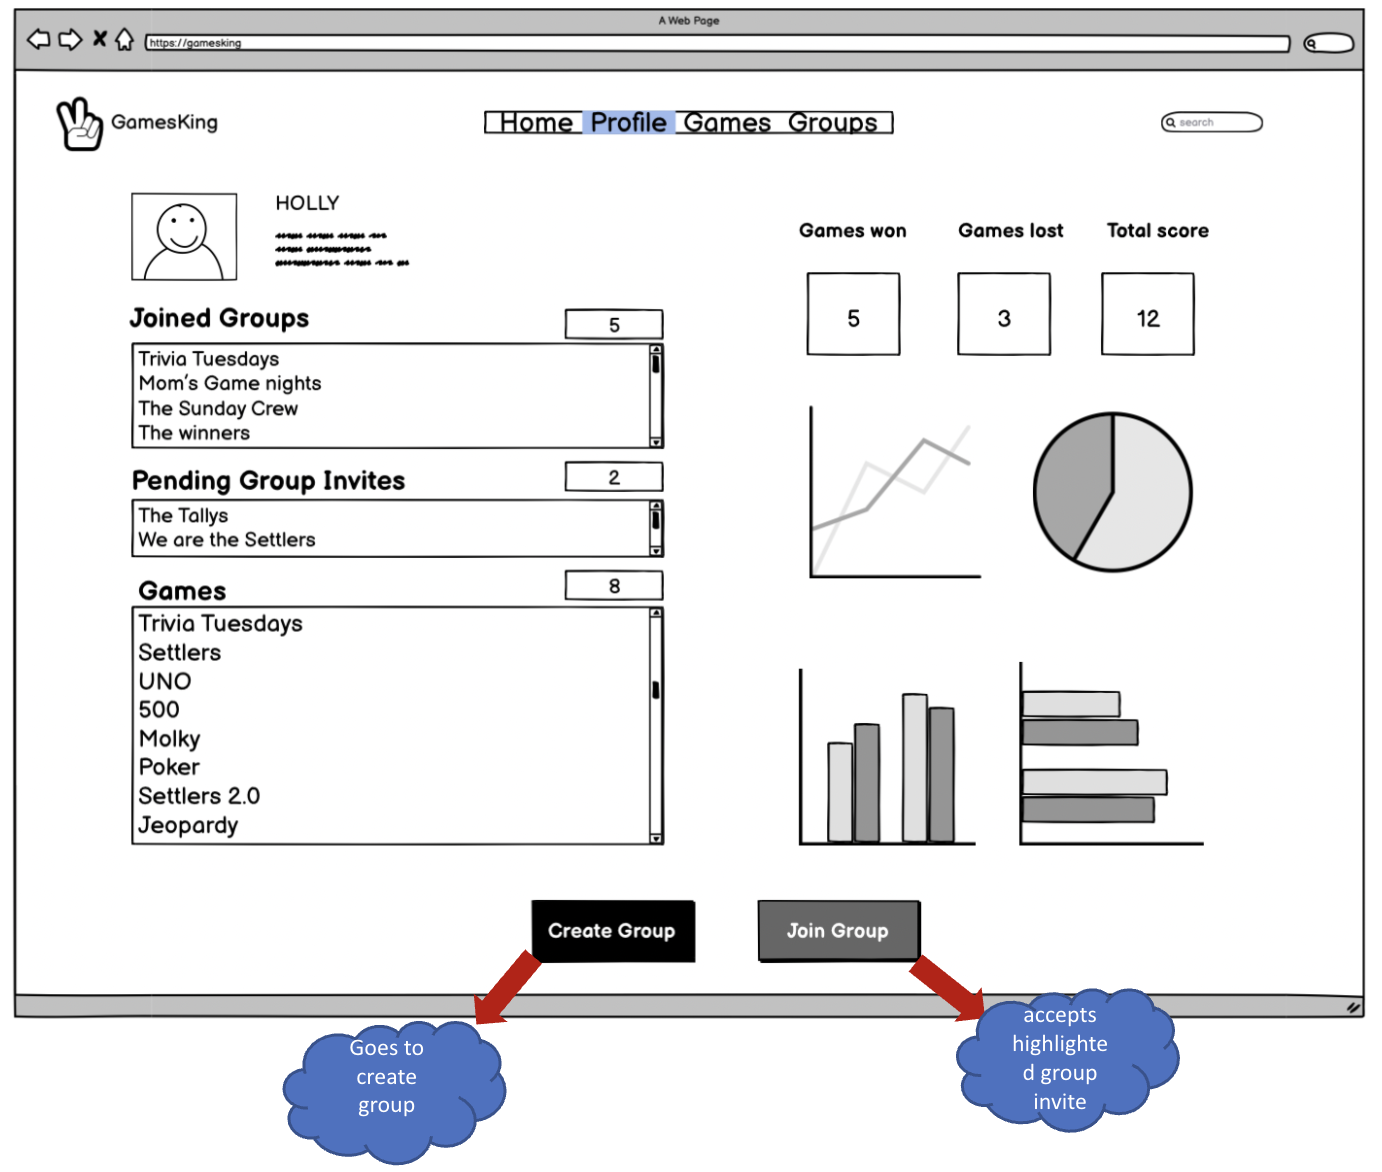 A Web Page
https://gamesking
GamesKing
Home Profile Games Groups
search
HOLLY
Games won Games lost Total score
5 3 12
Joined Groups
5
Trivia Tuesdays
Mom's Game nights
The Sunday Crew
The winners
Pending Group Invites
2
The Tallys
We are the Settlers
Games
8
Trivia Tuesdays
Settlers
UNO
500
Molky
Poker
Settlers 2.0
Jeopardy
Create Group
Join Group
Goes to
create
group
accepts
highlighte
d group
invite